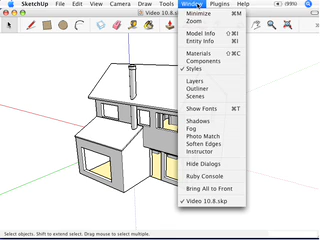 SketchUp File Edit View Camera Draw Tools Window Plugins Help (99%)
Video 10.8.skp
Minimize ⌘M
Zoom
Model Info ⇧⌘I
Entity Info ⌘I
Materials ⇧⌘C
Components
✓ Styles
Layers
Outliner
Scenes
Show Fonts ⌘T
Shadows
Fog
Photo Match
Soften Edges
Instructor
Hide Dialogs
Ruby Console
Bring All to Front
✓ Video 10.8.skp
Select objects. Shift to extend select. Drag mouse to select multiple.